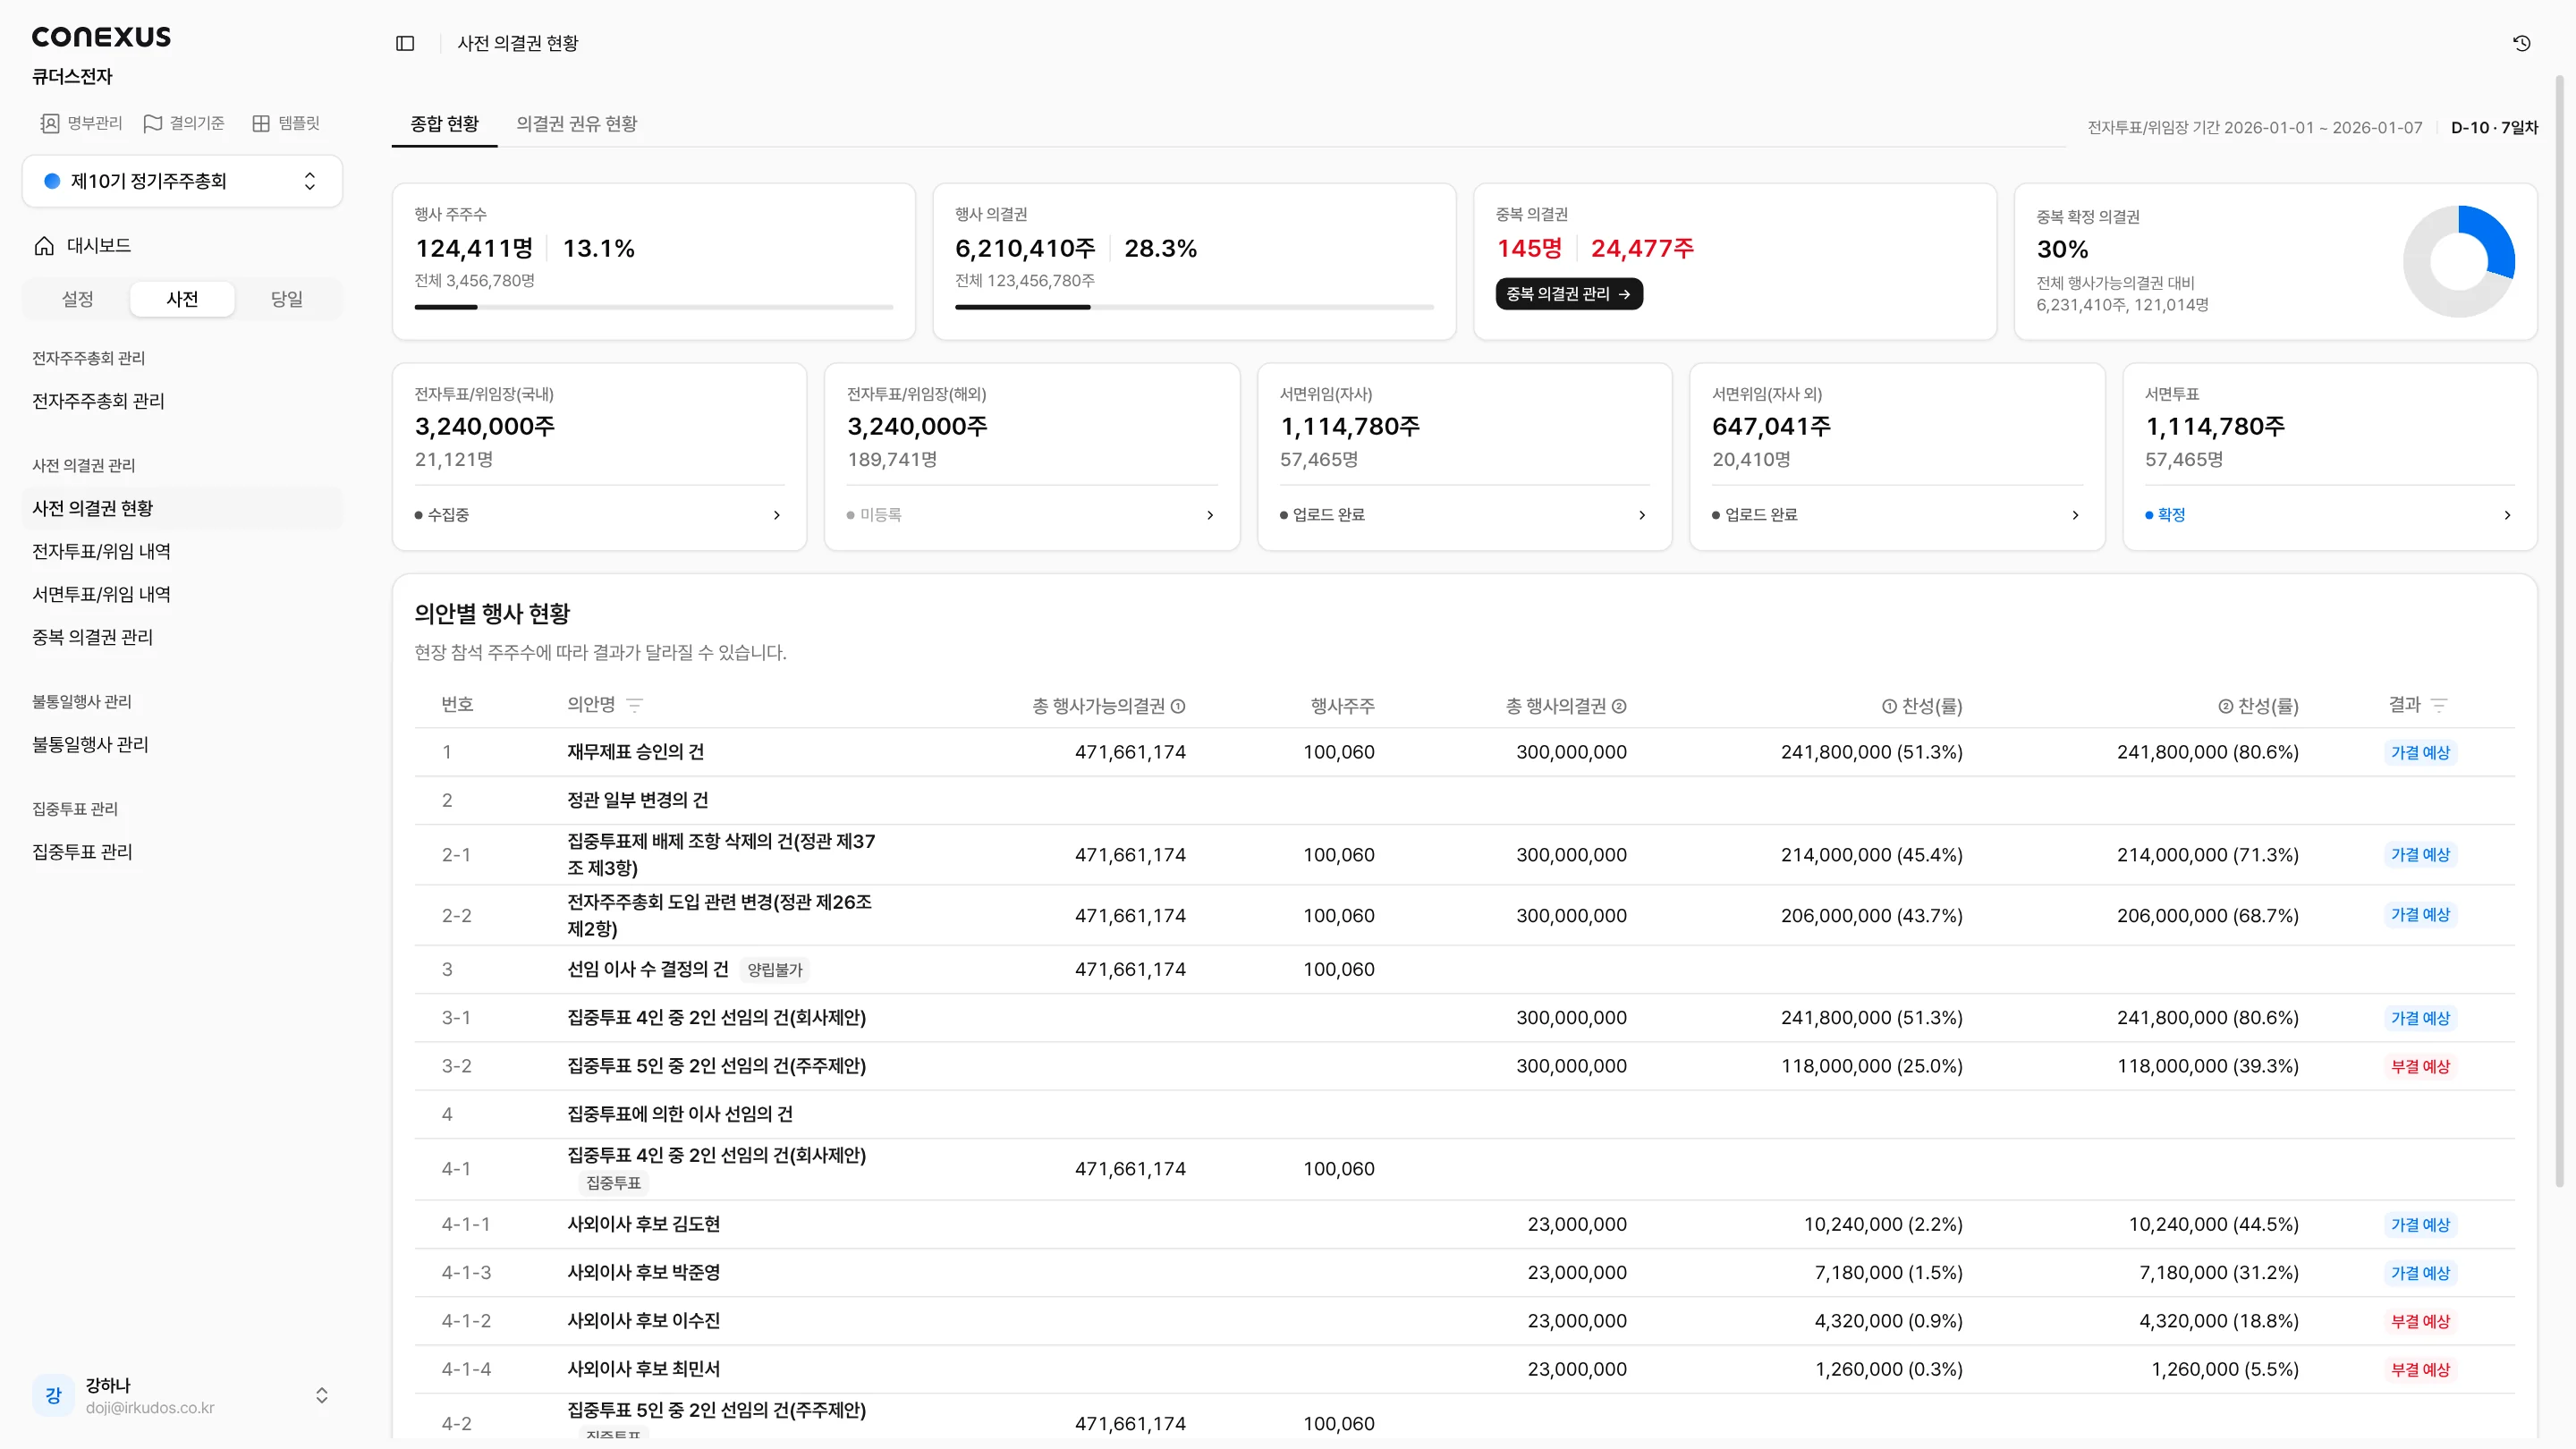 CONEXUS
큐더스전자
명부관리 결의기준 템플릿
제10기 정기주주총회
대시보드
설정 사전 당일
전자주주총회 관리
전자주주총회 관리
사전 의결권 관리
사전 의결권 현황
전자투표/위임 내역
서면투표/위임 내역
중복 의결권 관리
불통일행사 관리
불통일행사 관리
집중투표 관리
집중투표 관리
강
강하나
doji@irkudos.co.kr
사전 의결권 현황
종합 현황 의결권 권유 현황
전자투표/위임장 기간 2026-01-01 ~ 2026-01-07 D-10 · 7일차
행사 주주수
124,411명 13.1%
전체 3,456,780명
행사 의결권
6,210,410주 28.3%
전체 123,456,780주
중복 의결권
145명 24,477주
중복 의결권 관리 →
중복 확정 의결권
30%
전체 행사가능의결권 대비
6,231,410주, 121,014명
전자투표/위임장(국내)
3,240,000주
21,121명
수집중
전자투표/위임장(해외)
3,240,000주
189,741명
미등록
서면위임(자사)
1,114,780주
57,465명
업로드 완료
서면위임(자사 외)
647,041주
20,410명
업로드 완료
서면투표
1,114,780주
57,465명
확정
의안별 행사 현황
현장 참석 주주수에 따라 결과가 달라질 수 있습니다.
번호 의안명 총 행사가능의결권 ① 행사주주 총 행사의결권 ② ① 찬성(률) ② 찬성(률) 결과
1 재무제표 승인의 건 471,661,174 100,060 300,000,000 241,800,000 (51.3%) 241,800,000 (80.6%) 가결 예상
2 정관 일부 변경의 건
2-1 집중투표제 배제 조항 삭제의 건(정관 제37
조 제3항) 471,661,174 100,060 300,000,000 214,000,000 (45.4%) 214,000,000 (71.3%) 가결 예상
2-2 전자주주총회 도입 관련 변경(정관 제26조
제2항) 471,661,174 100,060 300,000,000 206,000,000 (43.7%) 206,000,000 (68.7%) 가결 예상
3 선임 이사 수 결정의 건 양립불가 471,661,174 100,060
3-1 집중투표 4인 중 2인 선임의 건(회사제안) 300,000,000 241,800,000 (51.3%) 241,800,000 (80.6%) 가결 예상
3-2 집중투표 5인 중 2인 선임의 건(주주제안) 300,000,000 118,000,000 (25.0%) 118,000,000 (39.3%) 부결 예상
4 집중투표에 의한 이사 선임의 건
4-1 집중투표 4인 중 2인 선임의 건(회사제안)
집중투표 471,661,174 100,060
4-1-1 사외이사 후보 김도현 23,000,000 10,240,000 (2.2%) 10,240,000 (44.5%) 가결 예상
4-1-3 사외이사 후보 박준영 23,000,000 7,180,000 (1.5%) 7,180,000 (31.2%) 가결 예상
4-1-2 사외이사 후보 이수진 23,000,000 4,320,000 (0.9%) 4,320,000 (18.8%) 부결 예상
4-1-4 사외이사 후보 최민서 23,000,000 1,260,000 (0.3%) 1,260,000 (5.5%) 부결 예상
4-2 집중투표 5인 중 2인 선임의 건(주주제안)
집중투표 471,661,174 100,060